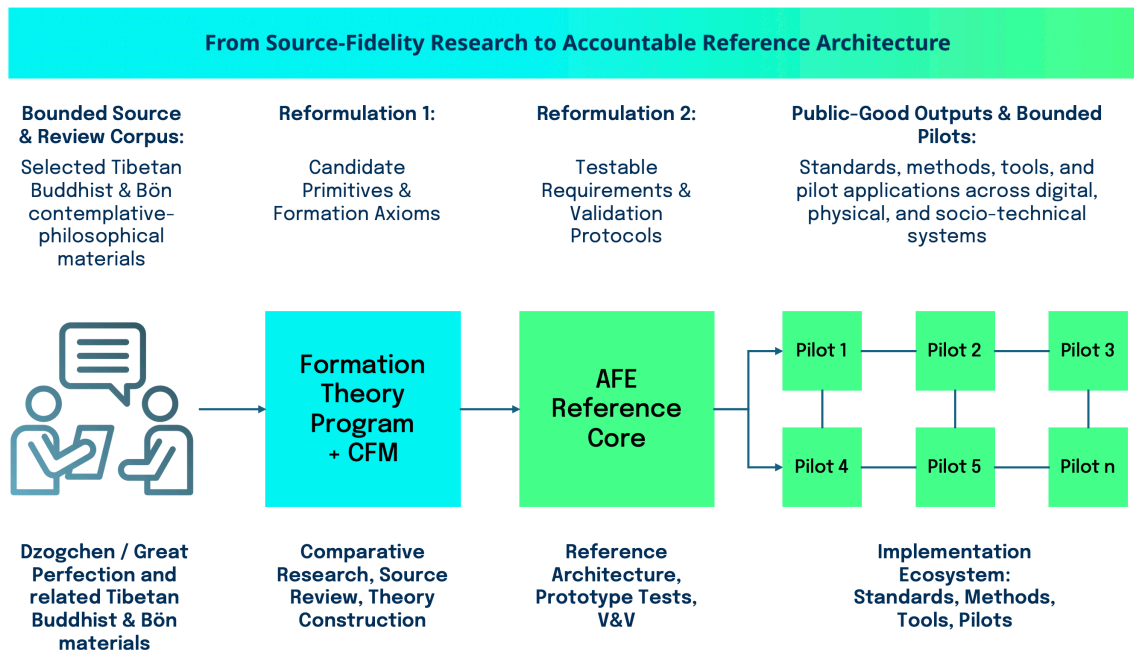 From Source-Fidelity Research to Accountable Reference Architecture
Bounded Source
& Review Corpus:
Selected Tibetan
Buddhist & Bön
contemplative-
philosophical
materials
Reformulation 1:
Candidate
Primitives &
Formation Axioms
Reformulation 2:
Testable
Requirements &
Validation
Protocols
Public-Good Outputs & Bounded
Pilots:
Standards, methods, tools, and
pilot applications across digital,
physical, and socio-technical
systems
Formation
Theory
Program
+ CFM
AFE
Reference
Core
Pilot 1
Pilot 2
Pilot 3
Pilot 4
Pilot 5
Pilot n
Dzogchen / Great
Perfection and
related Tibetan
Buddhist & Bön
materials
Comparative
Research, Source
Review, Theory
Construction
Reference
Architecture,
Prototype Tests,
V&V
Implementation
Ecosystem:
Standards, Methods,
Tools, Pilots